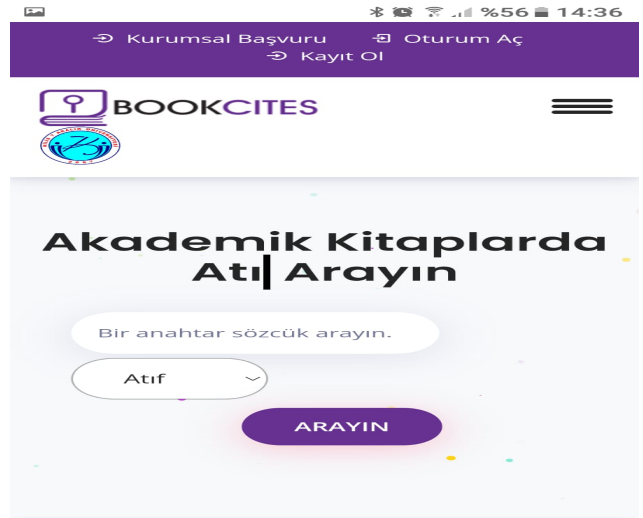 %56 14:36
Kurumsal Başvuru Oturum Aç
Kayıt Ol
BOOKCITES
Akademik Kitaplarda
Atı Arayın
Bir anahtar sözcük arayın.
Atıf
ARAYIN